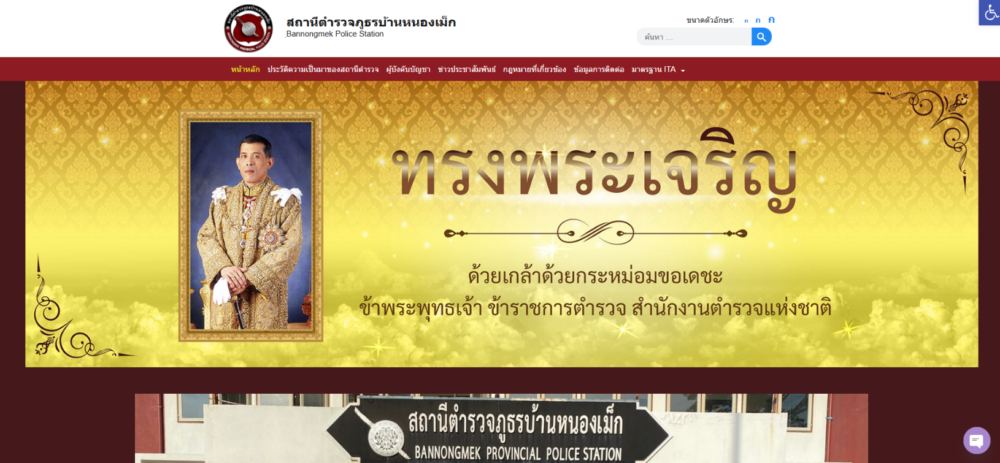 สถานีตำรวจภูธรบ้านหนองเม็ก
Bannongmek Police Station
ขนาดตัวอักษร: ก ก ก
ค้นหา …
หน้าหลัก ประวัติความเป็นมาของสถานีตำรวจ ผู้บังคับบัญชา ข่าวประชาสัมพันธ์ กฎหมายที่เกี่ยวข้อง ข้อมูลการติดต่อ มาตรฐาน ITA
ทรงพระเจริญ
ด้วยเกล้าด้วยกระหม่อมขอเดชะ
ข้าพระพุทธเจ้า ข้าราชการตำรวจ สำนักงานตำรวจแห่งชาติ
สถานีตำรวจภูธรบ้านหนองเม็ก
BANNONGMEK PROVINCIAL POLICE STATION